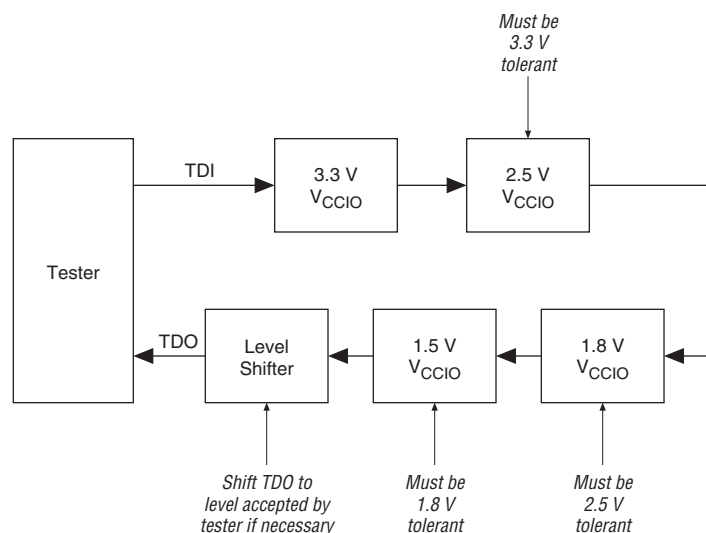 Must be
3.3 V
tolerant
TDI
3.3 V
VCCIO
2.5 V
VCCIO
Tester
TDO
Level
Shifter
1.5 V
VCCIO
1.8 V
VCCIO
Shift TDO to
level accepted by
tester if necessary
Must be
1.8 V
tolerant
Must be
2.5 V
tolerant